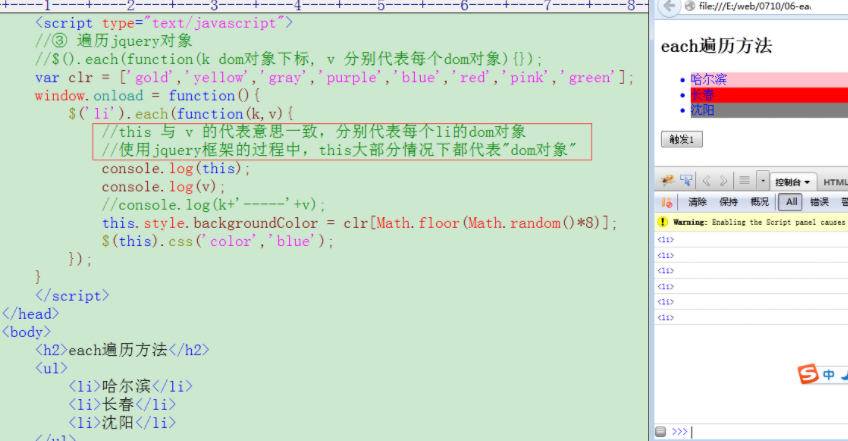 ----+----1----+----2----+----3----+----4----+----5----+----6----+----7----+----8--
<script type="text/javascript">
//③ 遍历jquery对象
//$().each(function(k dom对象下标, v 分别代表每个dom对象){});
var clr = ['gold','yellow','gray','purple','blue','red','pink','green'];
window.onload = function(){
$('li').each(function(k,v){
//this 与 v 的代表意思一致，分别代表每个li的dom对象
//使用jquery框架的过程中，this大部分情况下都代表"dom对象"
console.log(this);
console.log(v);
//console.log(k+'-----'+v);
this.style.backgroundColor = clr[Math.floor(Math.random()*8)];
$(this).css('color','blue');
});
}
</script>
</head>
<body>
<h2>each遍历方法</h2>
<ul>
<li>哈尔滨</li>
<li>长春</li>
<li>沈阳</li>
</ul>
file:///E:/web/0710/06-ea
each遍历方法
哈尔滨
长春
沈阳
触发1
控制台 HTML
清除 保持 概况 All 错误
Warning: Enabling the Script panel causes
<li>
<li>
<li>
<li>
<li>
<li>
S 中
>>>